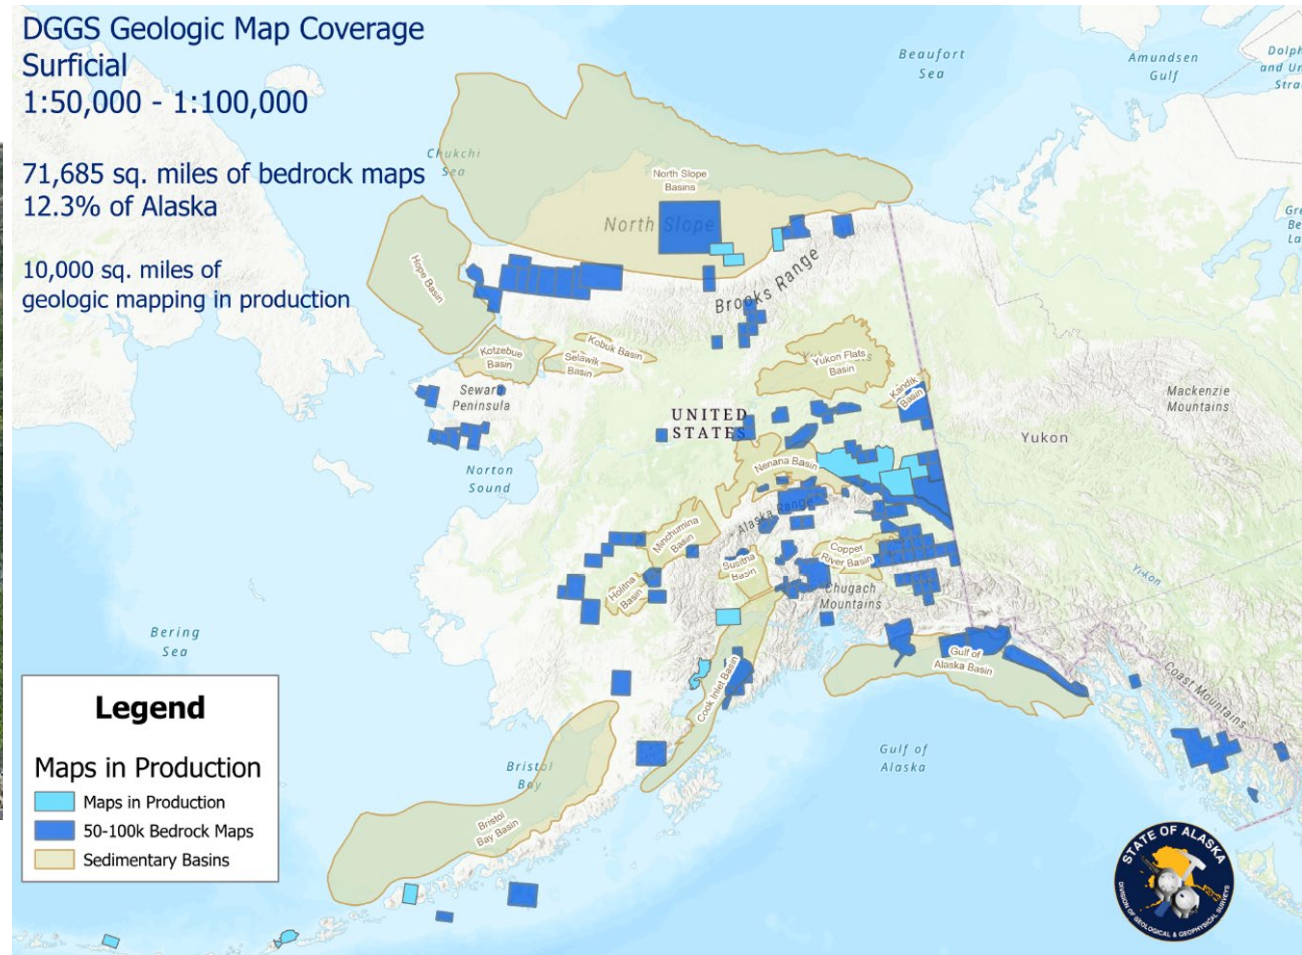 DGGS Geologic Map Coverage
Surficial
1:50,000 - 1:100,000
71,685 sq. miles of bedrock maps
12.3% of Alaska
10,000 sq. miles of
geologic mapping in production
Beaufort
Sea
Amundsen
Gulf
Chukchi
Sea
North Slope
Basins
North Slope
Hope Basin
Brooks Range
Kotzebue
Basin
Selawik
Basin
Kobuk Basin
Yukon Flats
Basin
Kandik
Basin
Mackenzie
Mountains
Seward
Peninsula
UNITED
STATES
Yukon
Norton
Sound
Nenana Basin
Alaska Range
Minchumina
Basin
Copper
River Basin
Susitna
Basin
Holitna
Basin
Chugach
Mountains
Yukon
Bering
Sea
Cook Inlet Basin
Gulf of
Alaska Basin
Coast Mountains
Gulf of
Alaska
Bristol
Bay
Bristol
Bay Basin
Legend
Maps in Production
Maps in Production
50-100k Bedrock Maps
Sedimentary Basins
STATE OF ALASKA
DIVISION OF GEOLOGICAL & GEOPHYSICAL SURVEYS